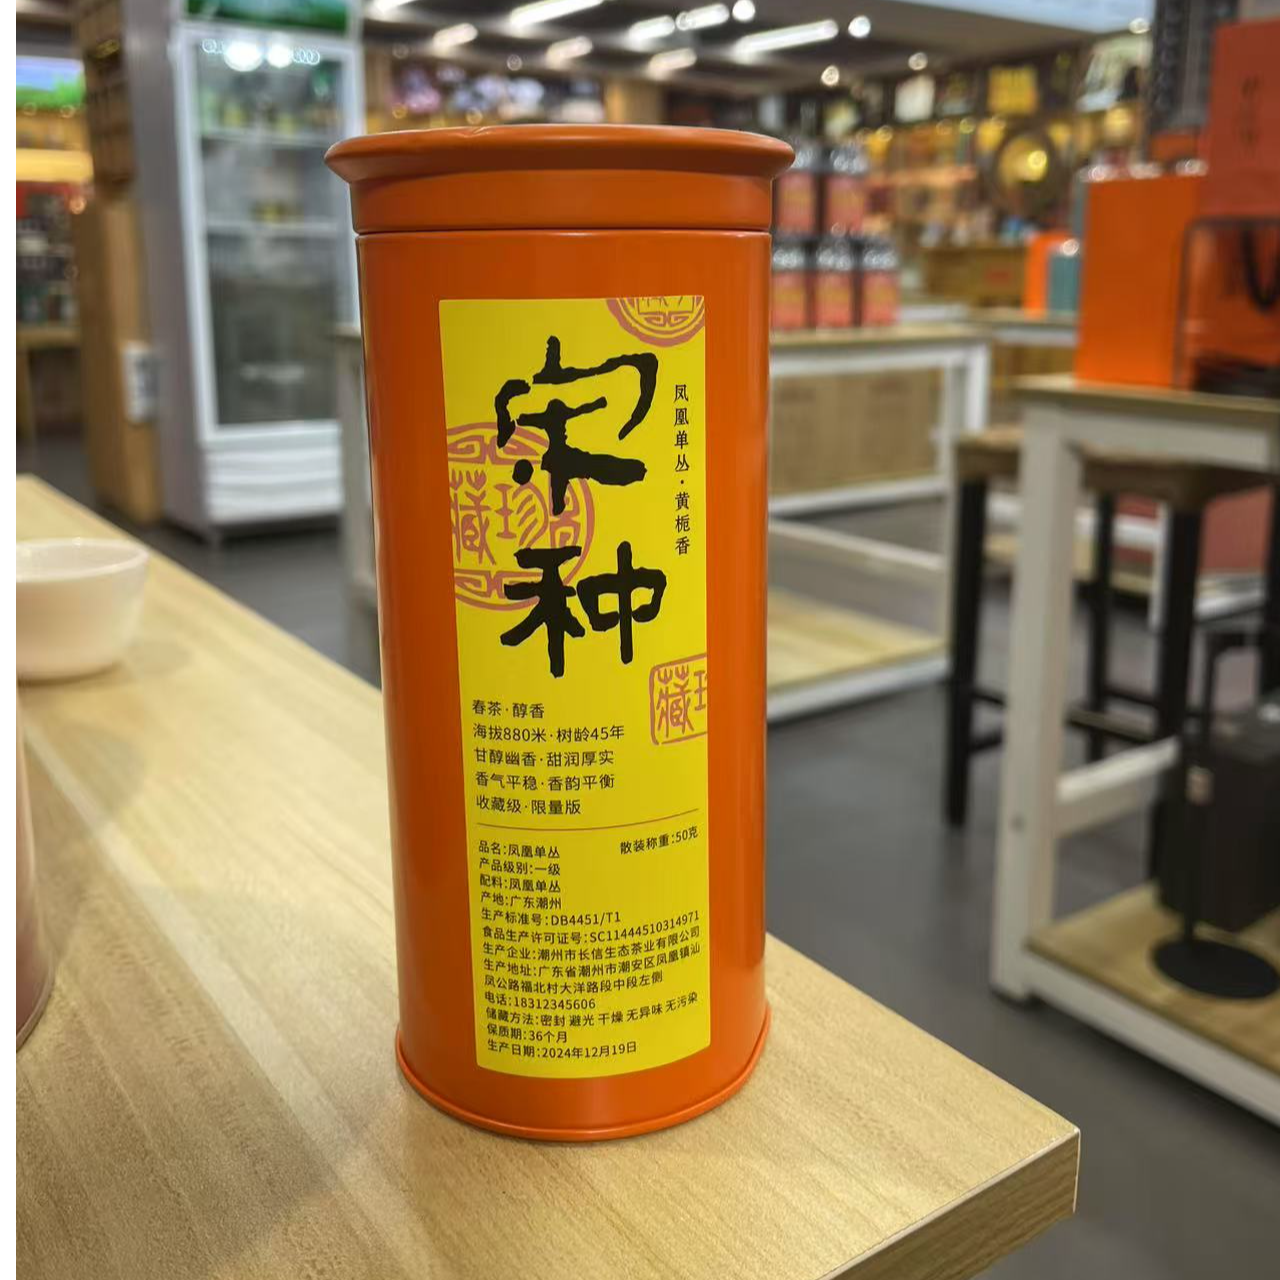 宋种
凤凰单丛·黄栀香
珍藏
珍藏
春茶·醇香
海拔880米·树龄45年
甘醇幽香·甜润厚实
香气平稳·香韵平衡
收藏级·限量版
品名:凤凰单丛
散装称重:50克
产品级别:一级
配料:凤凰单丛
产地:广东潮州
生产标准号:DB4451/T1
食品生产许可证号:SC11444510314971
生产企业:潮州市长信生态茶业有限公司
生产地址:广东省潮州市潮安区凤凰镇汕
凤公路福北村大洋路段中段左侧
电话:18312345606
储藏方法:密封 避光 干燥 无异味 无污染
保质期:36个月
生产日期:2024年12月19日